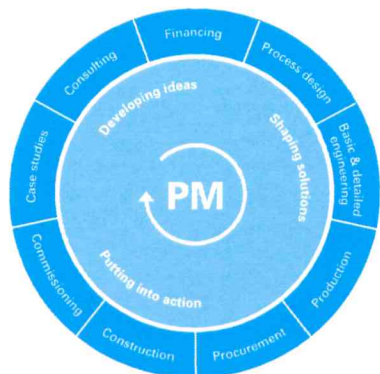 Financing
Process design
Basic & detailed
engineering
Production
Procurement
Construction
Commissioning
Case studies
Consulting
Developing ideas
Shaping solutions
Putting into action
PM